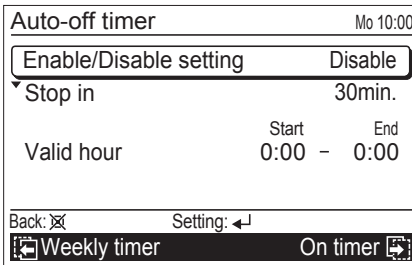 Auto-off timer Mo 10:00
Enable/Disable setting Disable
Stop in 30min.
Start End
Valid hour 0:00 – 0:00
Back: Setting:
Weekly timer On timer